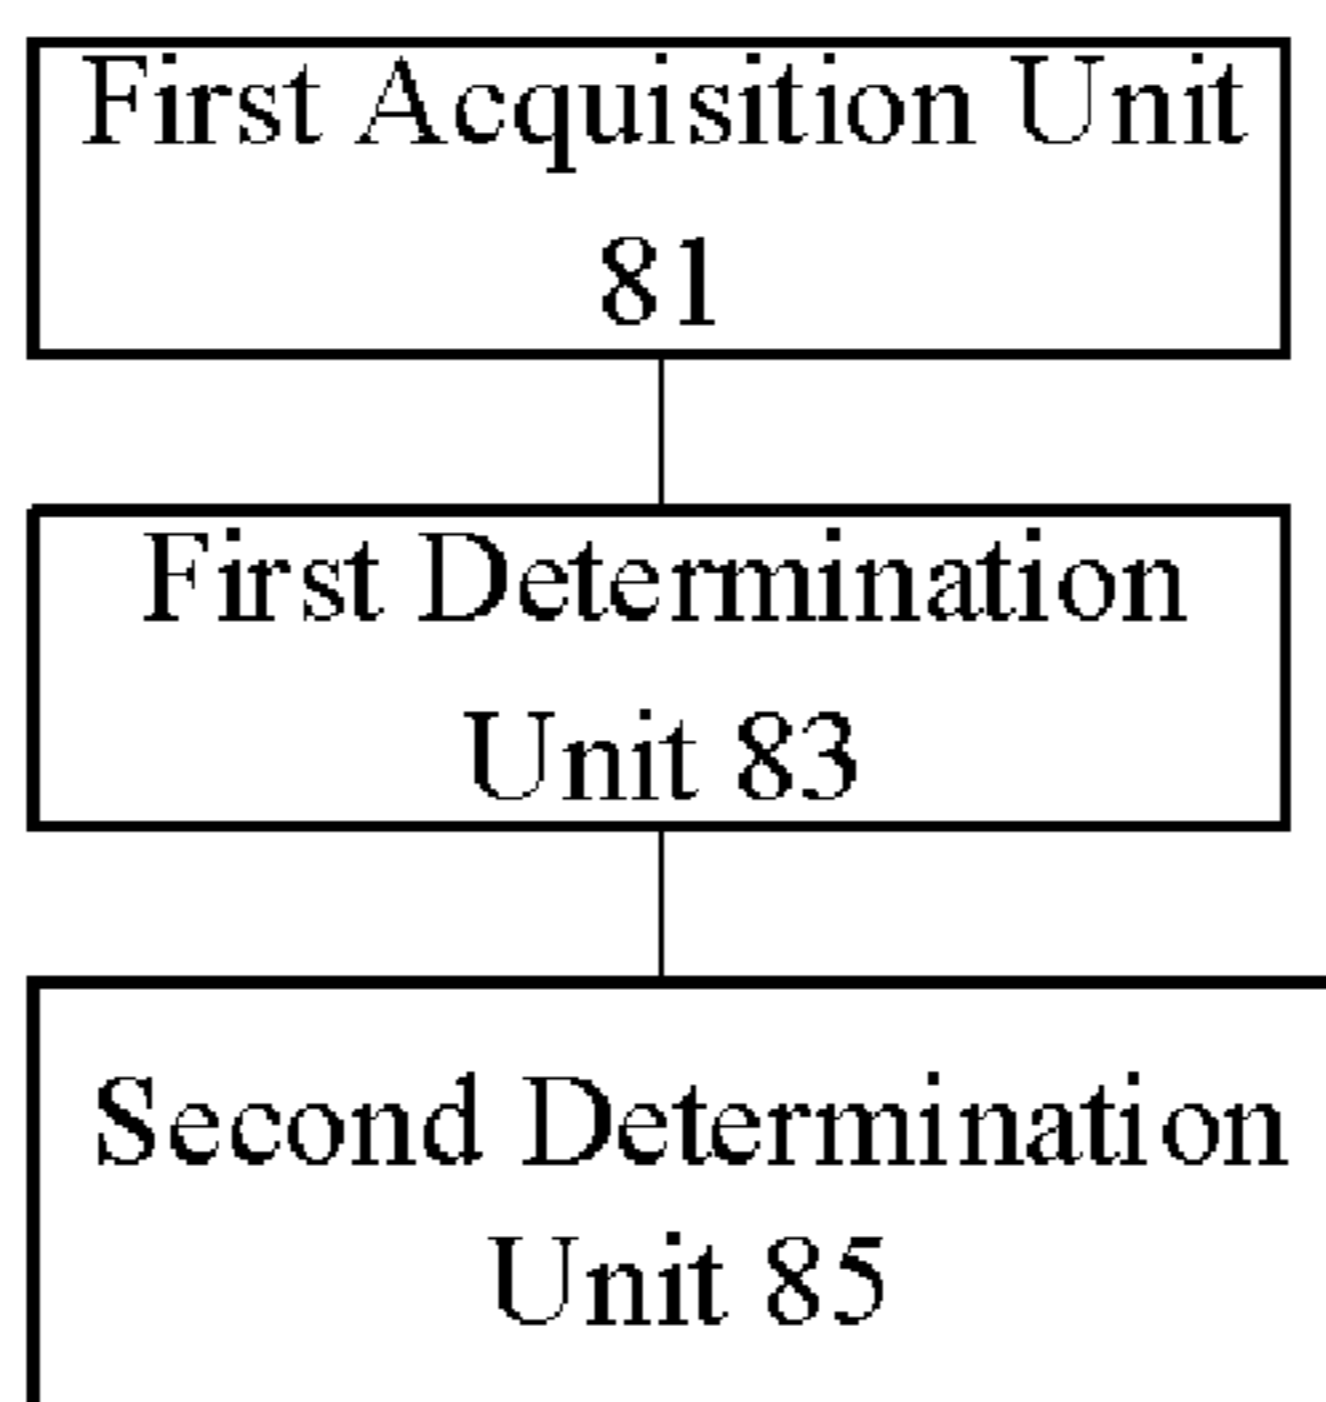 First Acquisition Unit
81
First Determination
Unit 83
Second Determination
Unit 85